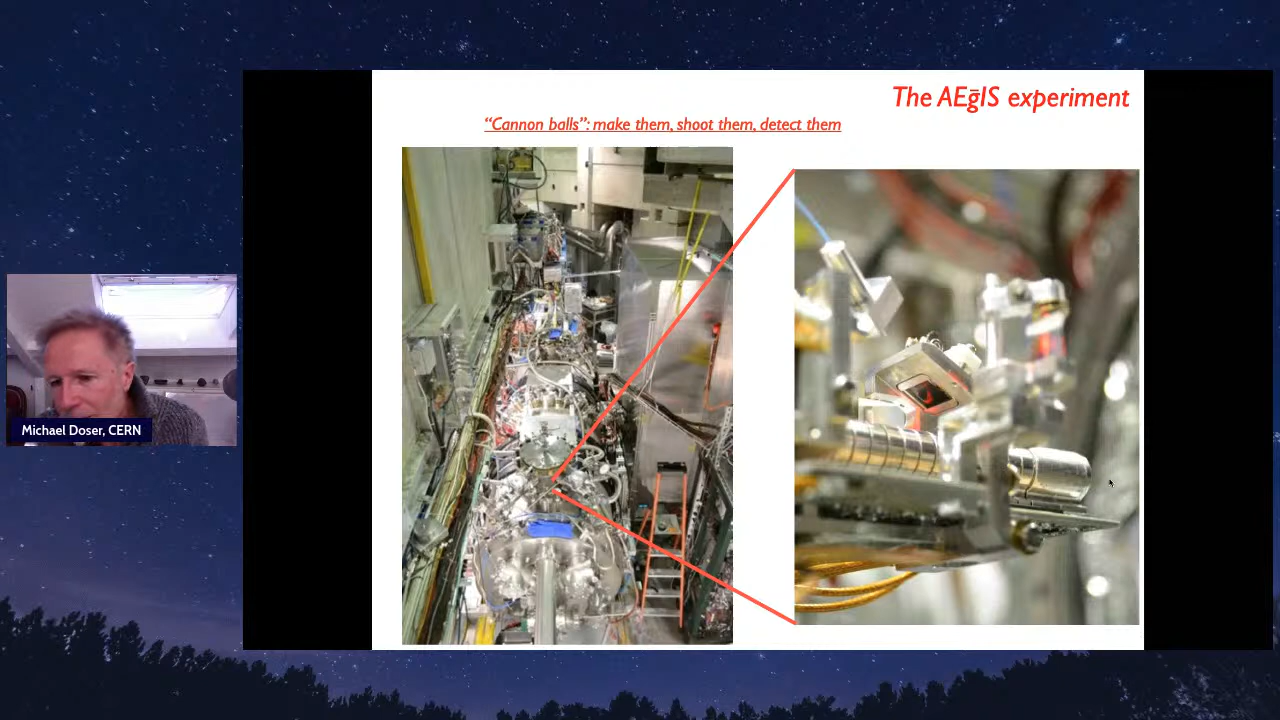 The AEḡIS experiment
“Cannon balls”: make them, shoot them, detect them
Michael Doser, CERN